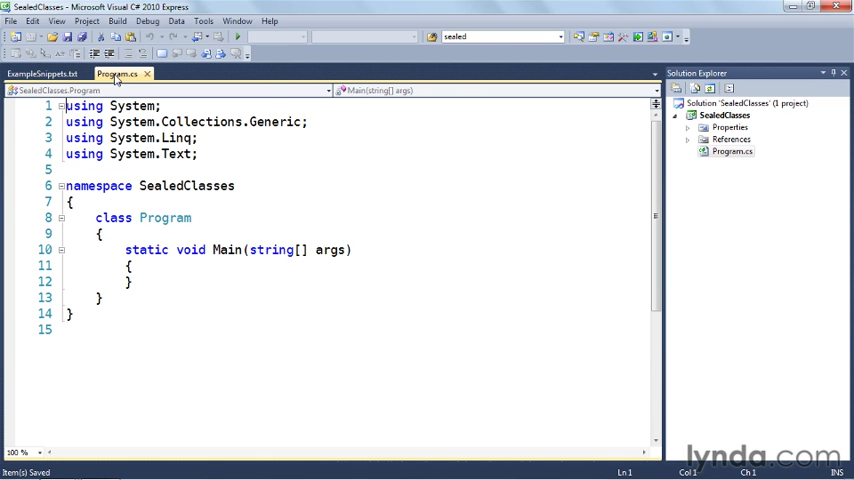 SealedClasses - Microsoft Visual C# 2010 Express
File Edit View Project Build Debug Data Tools Window Help
sealed
ExampleSnippets.txt Program.cs
SealedClasses.Program Main(string[] args)
1 using System;
2 using System.Collections.Generic;
3 using System.Linq;
4 using System.Text;
5
6 namespace SealedClasses
7 {
8 class Program
9 {
10 static void Main(string[] args)
11 {
12 }
13 }
14 }
15
100 %
Solution Explorer
Solution 'SealedClasses' (1 project)
SealedClasses
Properties
References
Program.cs
Item(s) Saved Ln 1 Col 1 Ch 1 INS
lynda.com